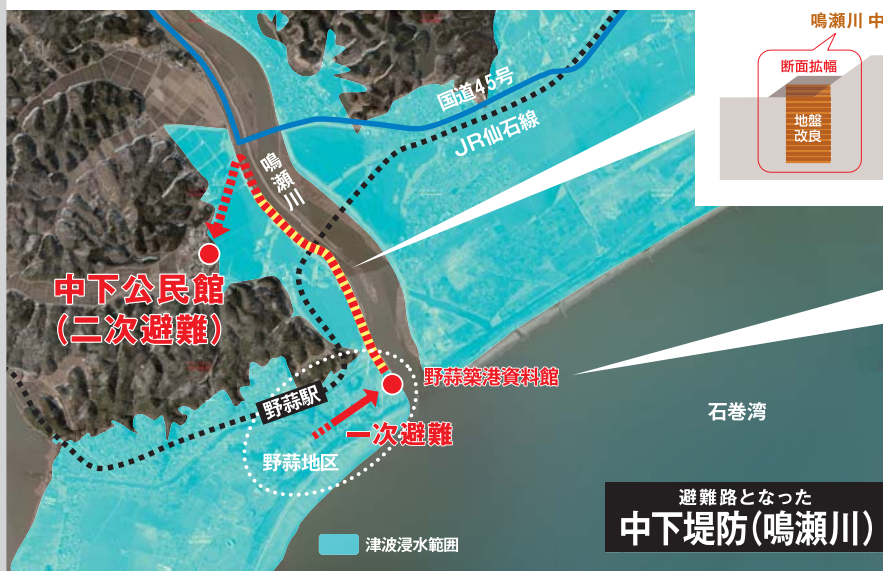 鳴瀬川 中
断面拡幅
地盤
改良
国道45号
JR仙石線
鳴瀬川
中下公民館
(二次避難)
野蒜築港資料館
野蒜駅
一次避難
野蒜地区
石巻湾
避難路となった
中下堤防(鳴瀬川)
津波浸水範囲